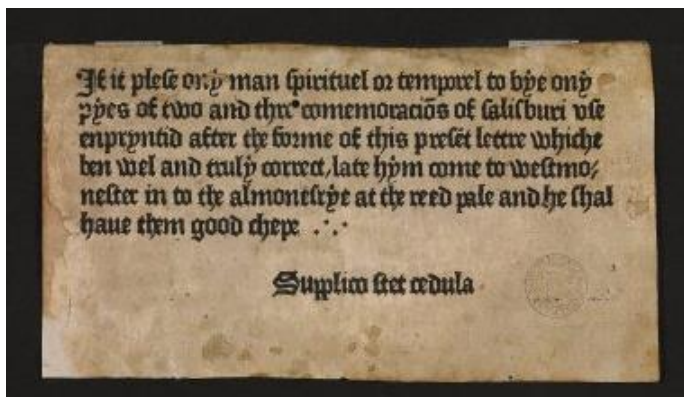 If it plese ony man spirituel or temporel to bye ony
pyes of two and thre comemoraciōs of salisburi vse
enpryntid after the forme of this presēt lettre whiche
ben wel and truly correct, late hym come to westmo/
nester in to the almonesrye at the reed pale and he shal
haue them good chepe .·.
Supplico stet cedula